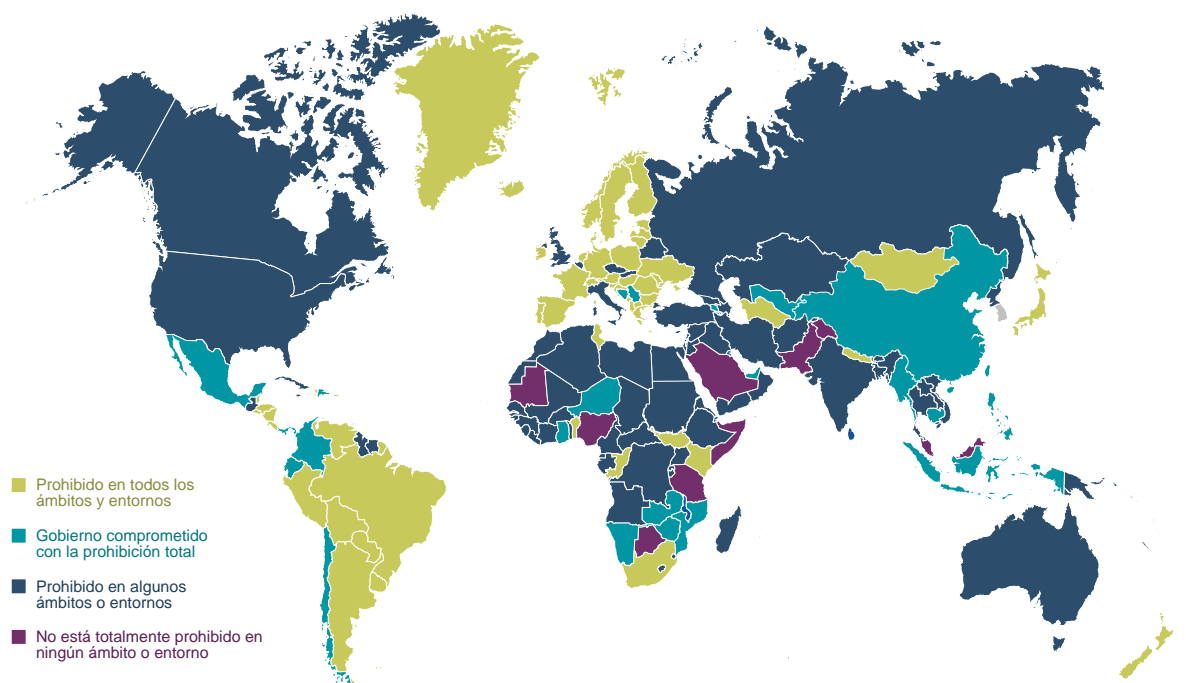 Prohibido en todos los
ámbitos y entornos
Gobierno comprometido
con la prohibición total
Prohibido en algunos
ámbitos o entornos
No está totalmente prohibido en
ningún ámbito o entorno